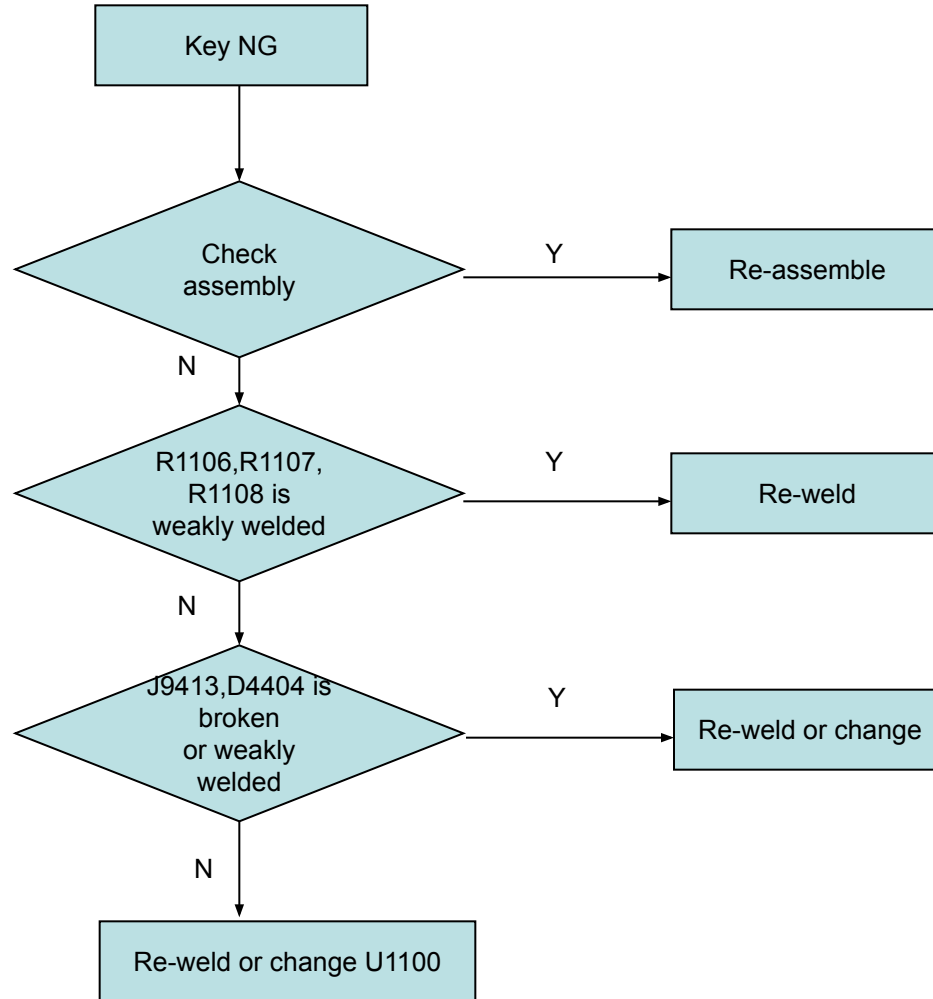 Key NG
Check
assembly
Y
Re-assemble
N
R1106,R1107,
R1108 is
weakly welded
Y
Re-weld
N
J9413,D4404 is
broken
or weakly
welded
Y
Re-weld or change
N
Re-weld or change U1100